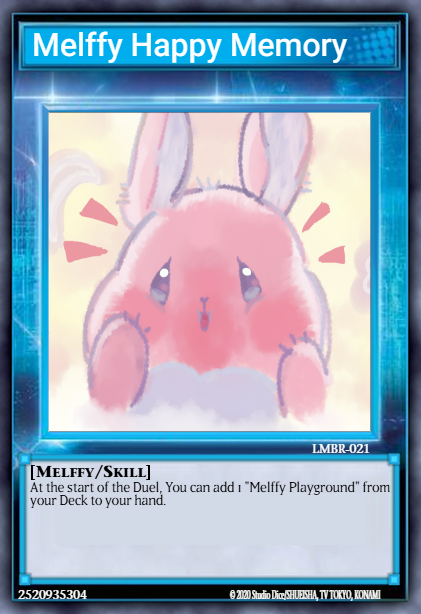 Melffy Happy Memory
LMBR-021
[Melffy/Skill]
At the start of the Duel, You can add 1 "Melffy Playground" from
your Deck to your hand.
2520935304
© 2020 Studio Dice/SHUEISHA, TV TOKYO, KONAMI